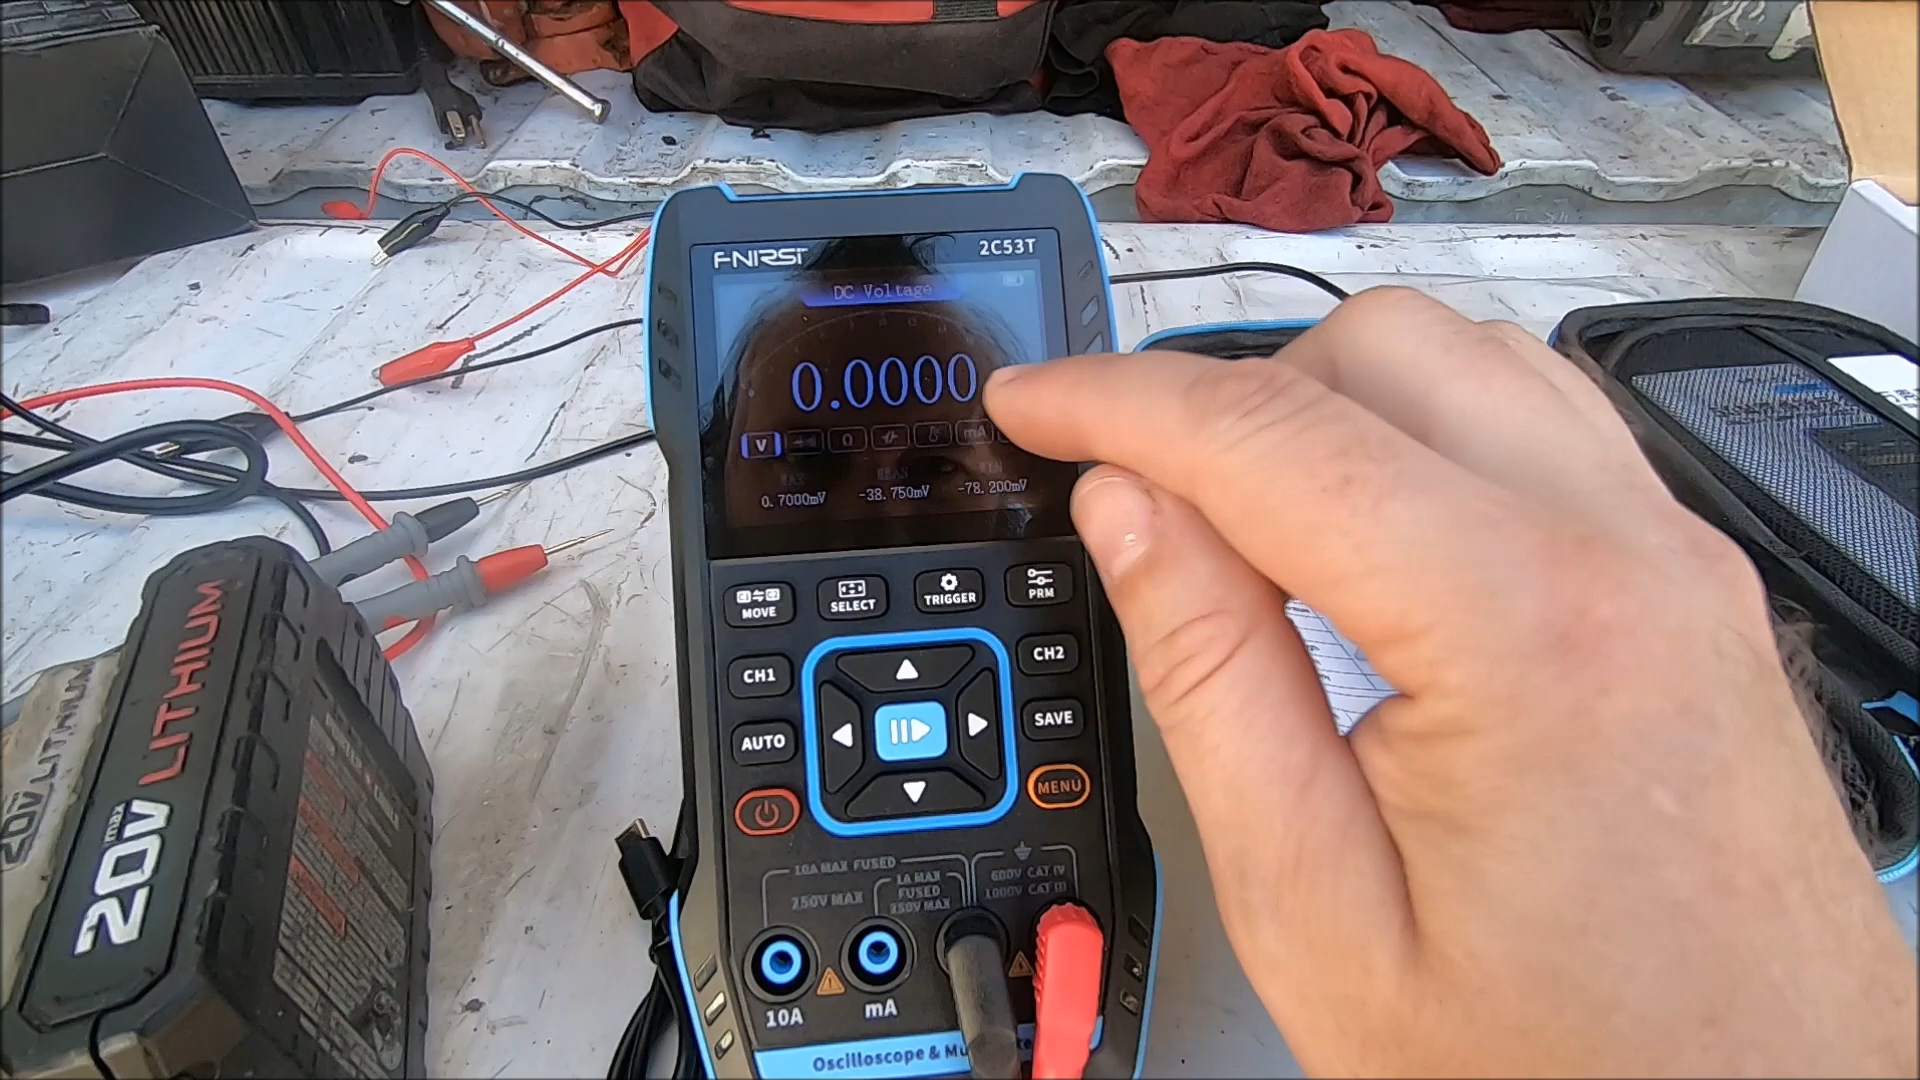 FNIRSI
2C53T
DC Voltage
0.0000
V
Ω
mA
MAX
MEAN
MIN
0.7000mV
-38.750mV
-78.200mV
MOVE
SELECT
TRIGGER
PRM
CH1
CH2
AUTO
SAVE
MENU
10A MAX FUSED
250V MAX
1A MAX
FUSED
250V MAX
600V CAT IV
1000V CAT III
10A
mA
Oscilloscope & Mu
20V max LITHIUM
20V LITHIUM